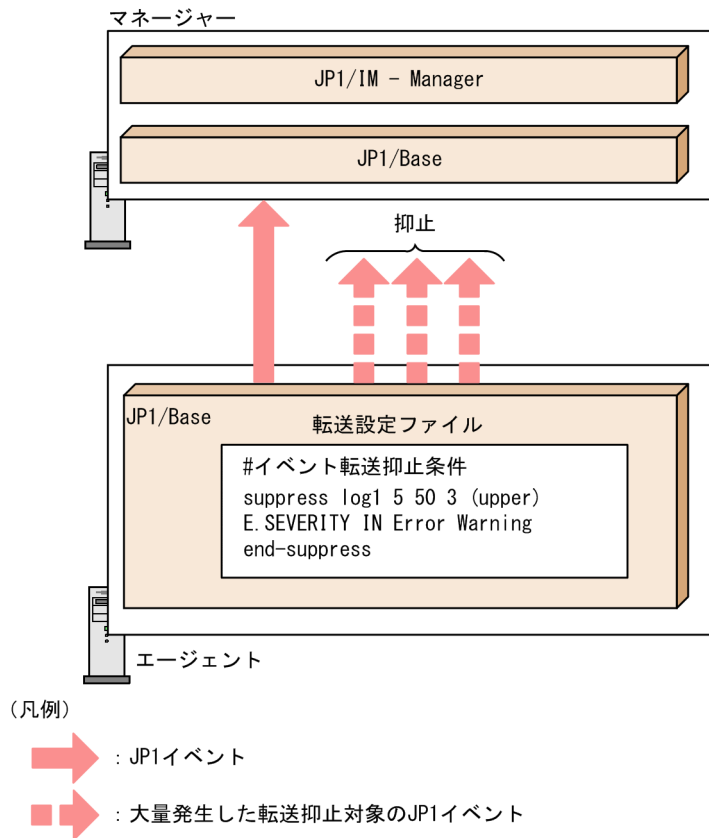 マネージャー
JP1/IM - Manager
JP1/Base
抑止
JP1/Base
転送設定ファイル
#イベント転送抑止条件
suppress log1 5 50 3 (upper)
E.SEVERITY IN Error Warning
end-suppress
エージェント
(凡例)
: JP1イベント
: 大量発生した転送抑止対象のJP1イベント